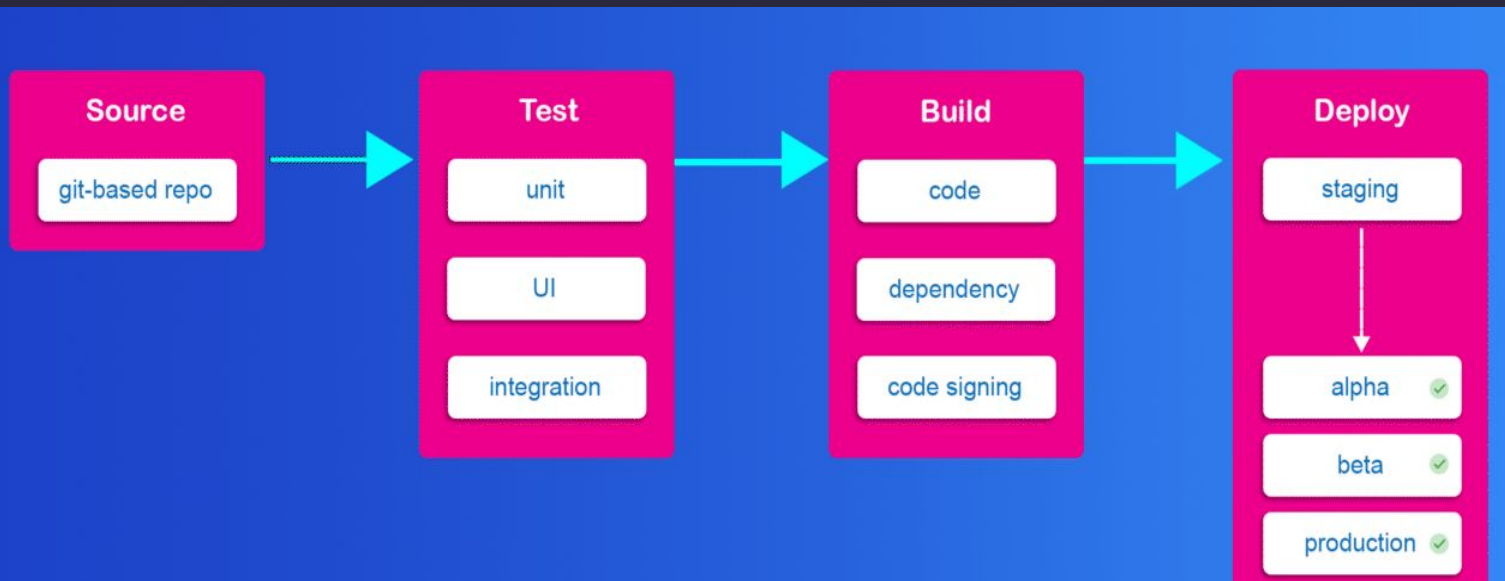 Source
git-based repo
Test
unit
UI
integration
Build
code
dependency
code signing
Deploy
staging
alpha
beta
production